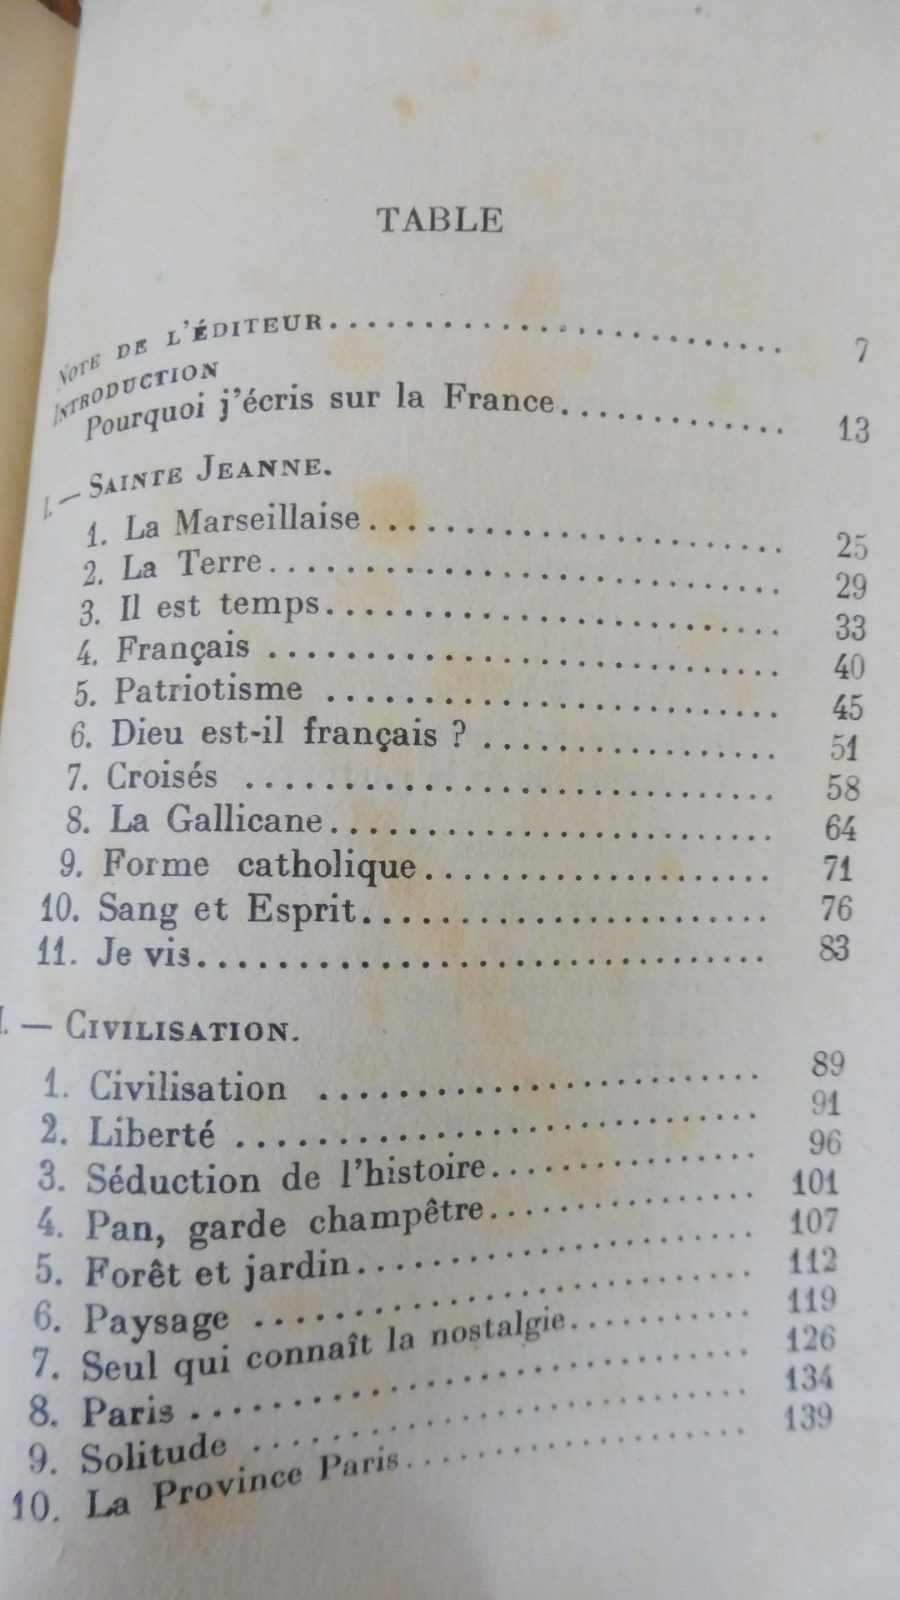 TABLE
NOTE DE L'ÉDITEUR. . . . . . . . . . . . . . . . . . . . . . . . 7
INTRODUCTION
Pourquoi j'écris sur la France. . . . . . . . . . . . 13
I. — SAINTE JEANNE.
1. La Marseillaise. . . . . . . . . . . . . . . . . . . . . 25
2. La Terre. . . . . . . . . . . . . . . . . . . . . . . . . . 29
3. Il est temps. . . . . . . . . . . . . . . . . . . . . . . 33
4. Français . . . . . . . . . . . . . . . . . . . . . . . . . . 40
5. Patriotisme . . . . . . . . . . . . . . . . . . . . . . . 45
6. Dieu est-il français ? . . . . . . . . . . . . . . . 51
7. Croisés . . . . . . . . . . . . . . . . . . . . . . . . . . . 58
8. La Gallicane. . . . . . . . . . . . . . . . . . . . . . . 64
9. Forme catholique. . . . . . . . . . . . . . . . . . 71
10. Sang et Esprit. . . . . . . . . . . . . . . . . . . . . 76
11. Je vis. . . . . . . . . . . . . . . . . . . . . . . . . . . . . 83
I. — CIVILISATION.
1. Civilisation . . . . . . . . . . . . . . . . . . . . . . . 89
2. Liberté . . . . . . . . . . . . . . . . . . . . . . . . . . . 91
3. Séduction de l'histoire. . . . . . . . . . . . . . 96
4. Pan, garde champêtre. . . . . . . . . . . . . . 101
5. Forêt et jardin. . . . . . . . . . . . . . . . . . . . . 107
6. Paysage . . . . . . . . . . . . . . . . . . . . . . . . . . 112
7. Seul qui connaît la nostalgie. . . . . . . . . . 119
8. Paris . . . . . . . . . . . . . . . . . . . . . . . . . . . . . 126
9. Solitude . . . . . . . . . . . . . . . . . . . . . . . . . . 134
10. La Province Paris. . . . . . . . . . . . . . . . . . 139